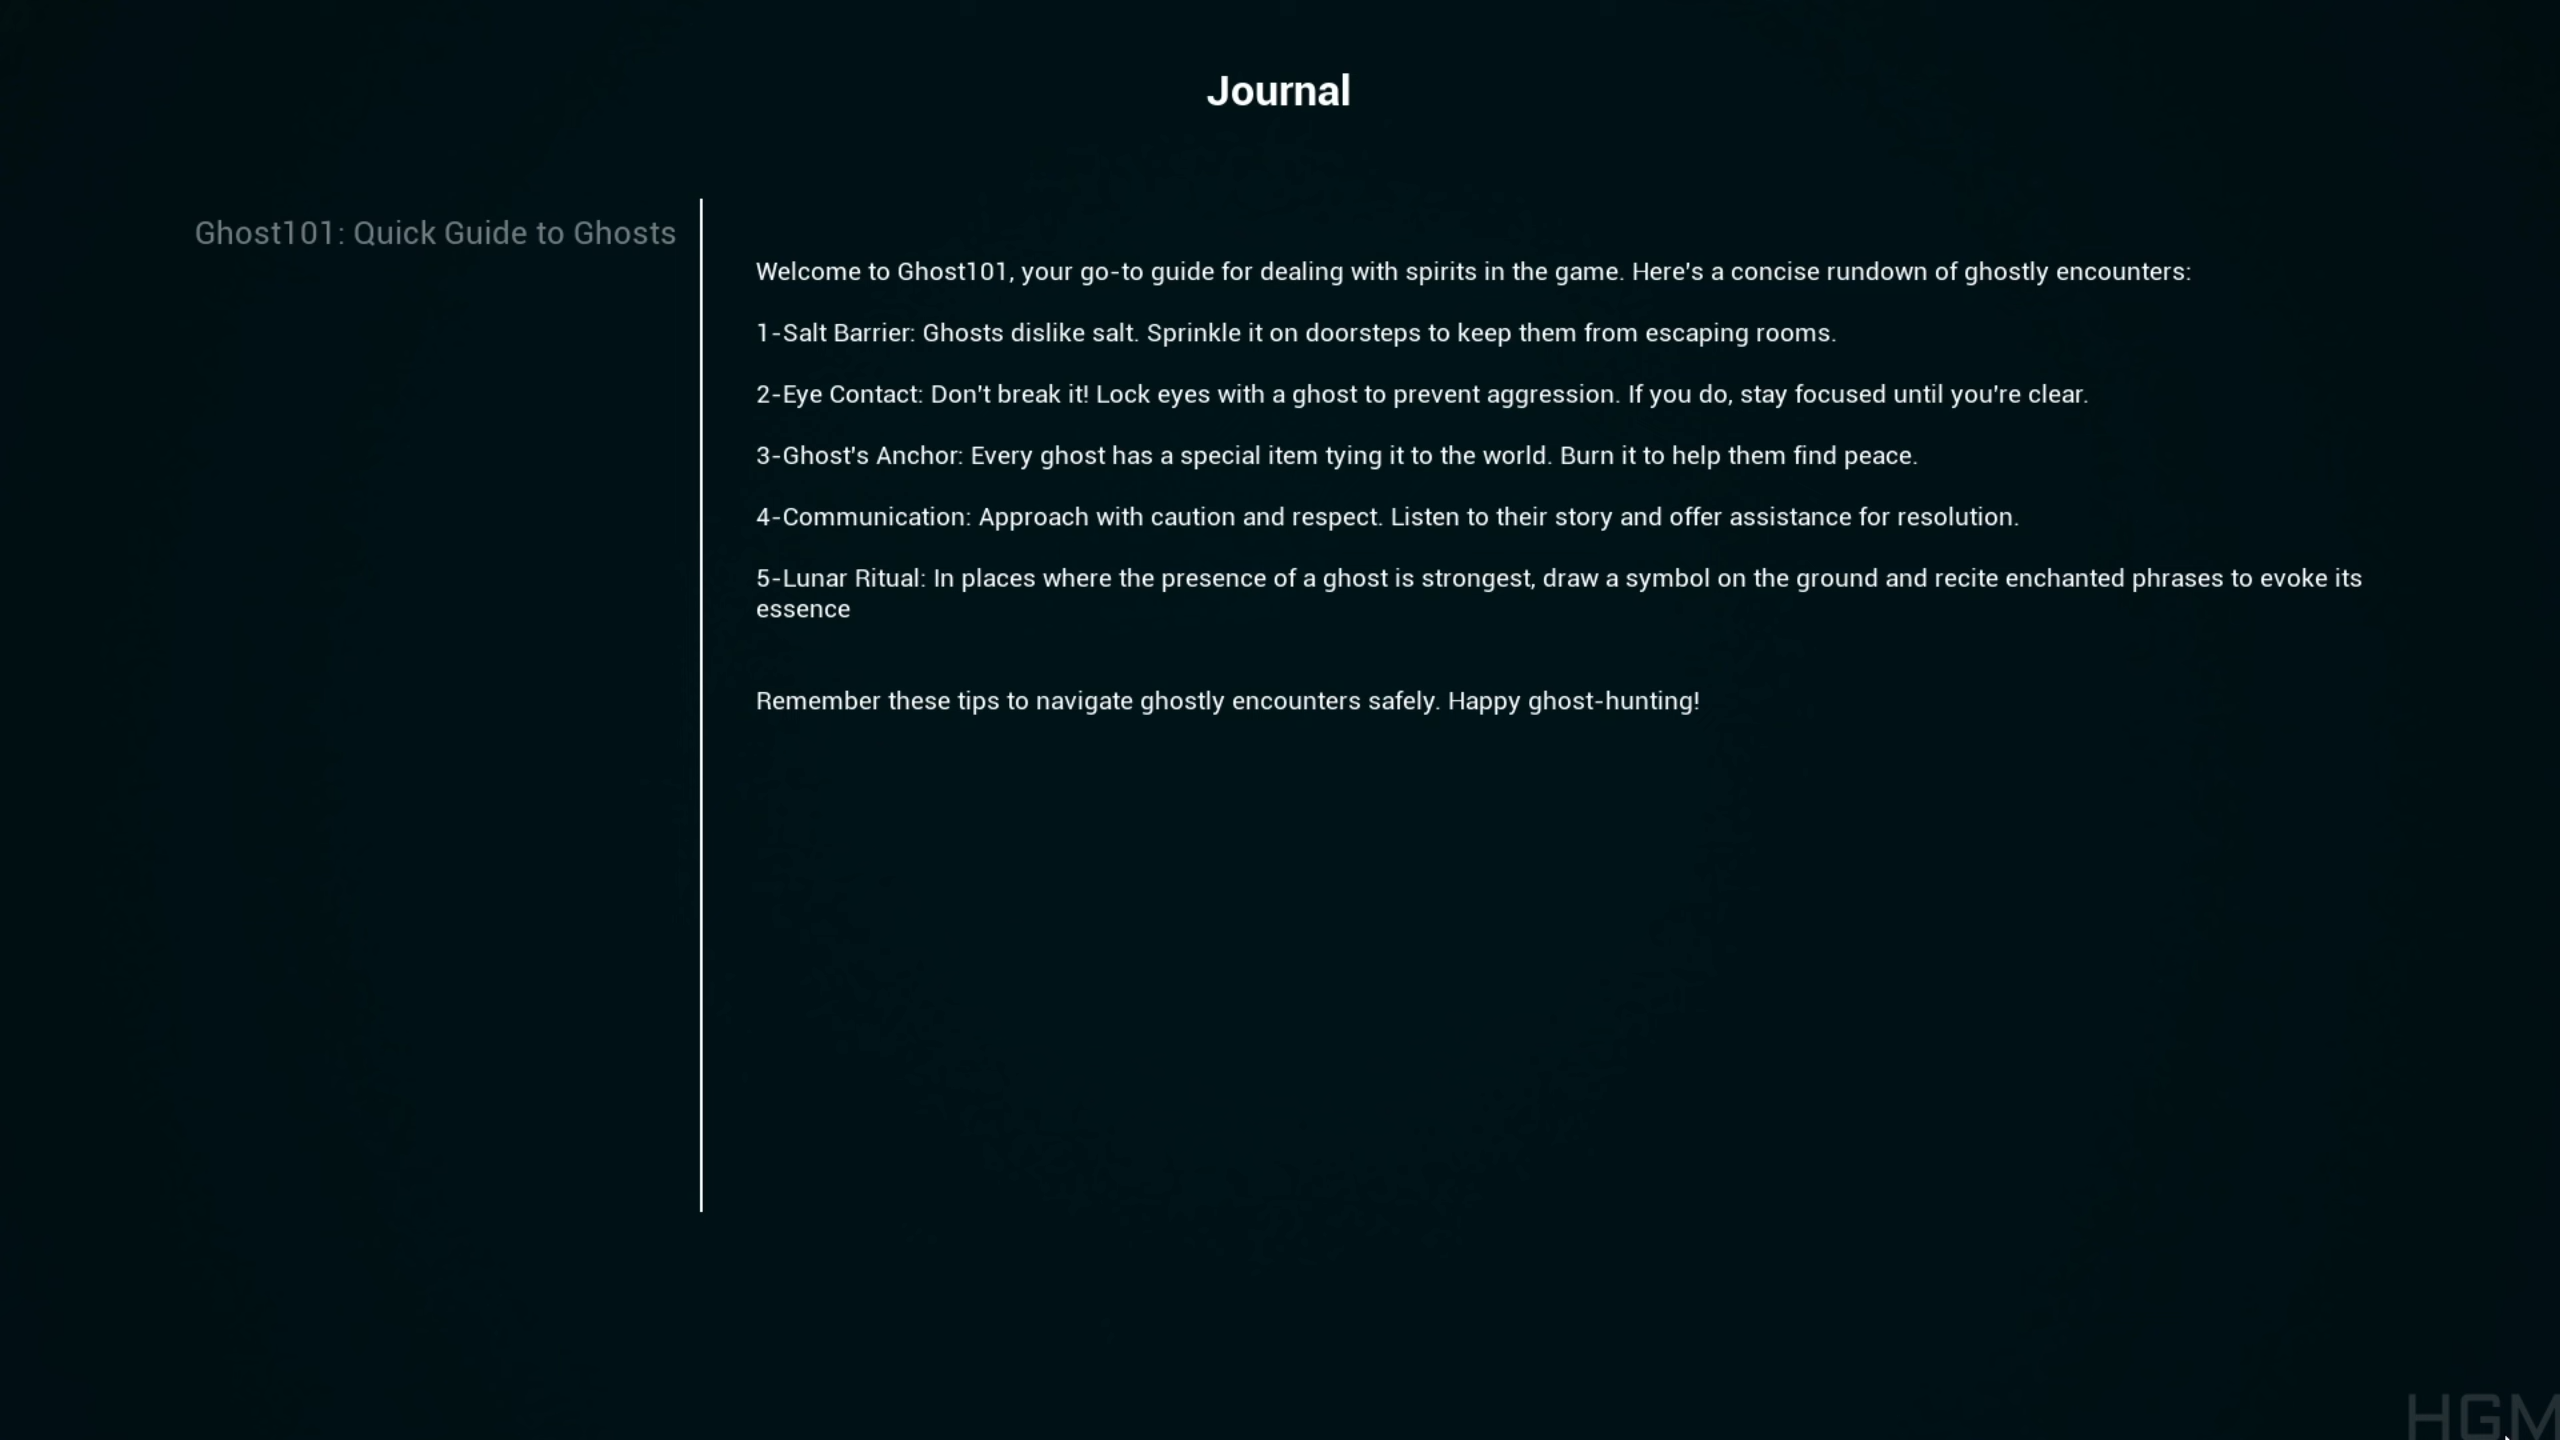 Journal
Ghost101: Quick Guide to Ghosts
Welcome to Ghost101, your go-to guide for dealing with spirits in the game. Here's a concise rundown of ghostly encounters:
1-Salt Barrier: Ghosts dislike salt. Sprinkle it on doorsteps to keep them from escaping rooms.
2-Eye Contact: Don't break it! Lock eyes with a ghost to prevent aggression. If you do, stay focused until you're clear.
3-Ghost's Anchor: Every ghost has a special item tying it to the world. Burn it to help them find peace.
4-Communication: Approach with caution and respect. Listen to their story and offer assistance for resolution.
5-Lunar Ritual: In places where the presence of a ghost is strongest, draw a symbol on the ground and recite enchanted phrases to evoke its
essence
Remember these tips to navigate ghostly encounters safely. Happy ghost-hunting!
HGM